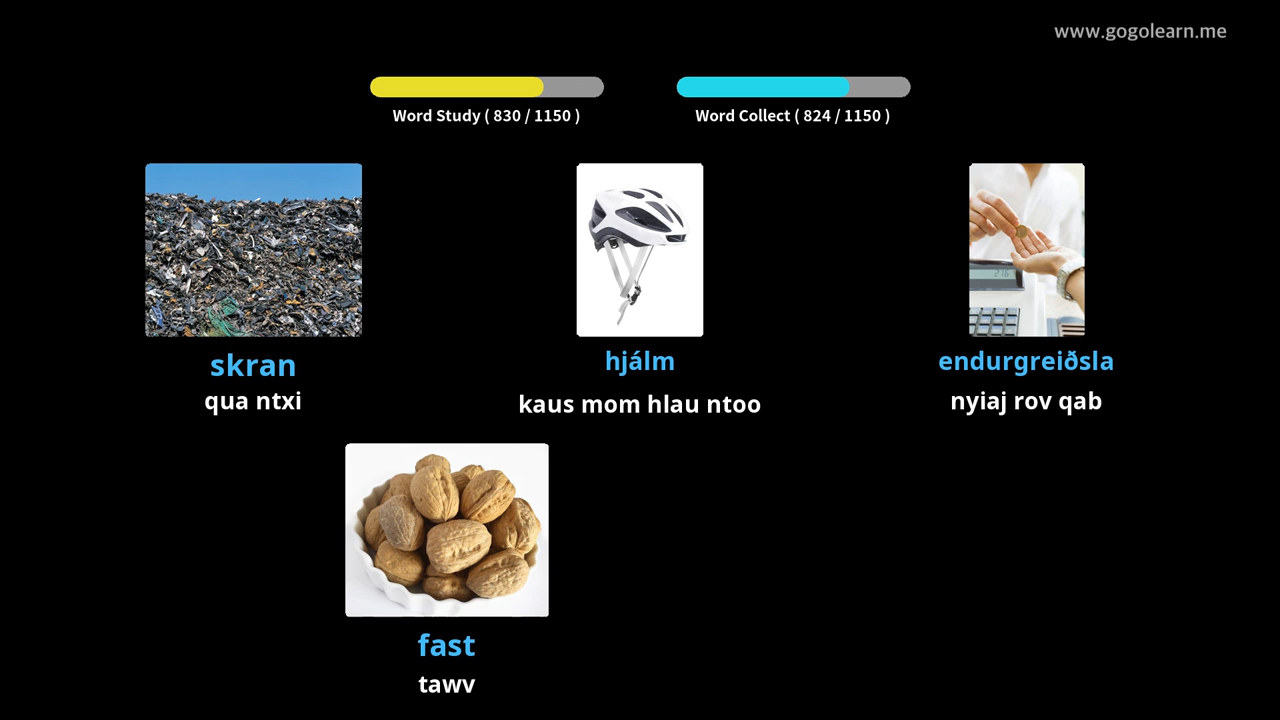 www.gogolearn.me
Word Study ( 830 / 1150 )
Word Collect ( 824 / 1150 )
skran
qua ntxi
hjálm
kaus mom hlau ntoo
endurgreiðsla
nyiaj rov qab
fast
tawv